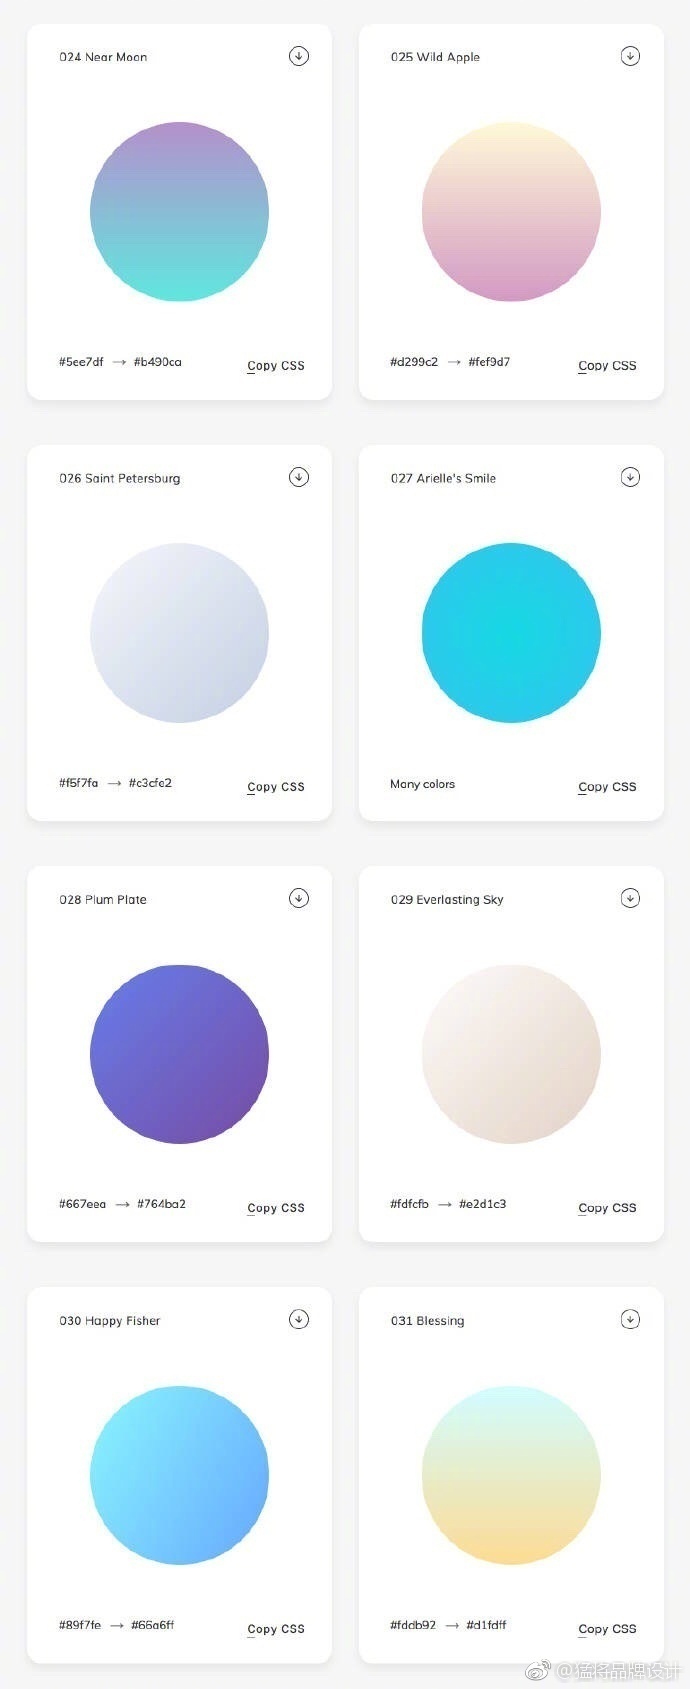 024 Near Moon
#5ee7df → #b490ca
Copy CSS
025 Wild Apple
#d299c2 → #fef9d7
Copy CSS
026 Saint Petersburg
#f5f7fa → #c3cfe2
Copy CSS
027 Arielle's Smile
Many colors
Copy CSS
028 Plum Plate
#667eea → #764ba2
Copy CSS
029 Everlasting Sky
#fdfcfb → #e2d1c3
Copy CSS
030 Happy Fisher
#89f7fe → #66a6ff
Copy CSS
031 Blessing
#fddb92 → #d1fdff
Copy CSS
@猛将品牌设计